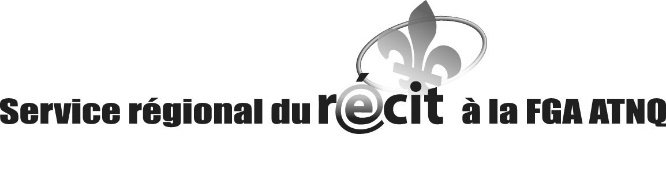 Service régional du récit à la FGA ATNQ